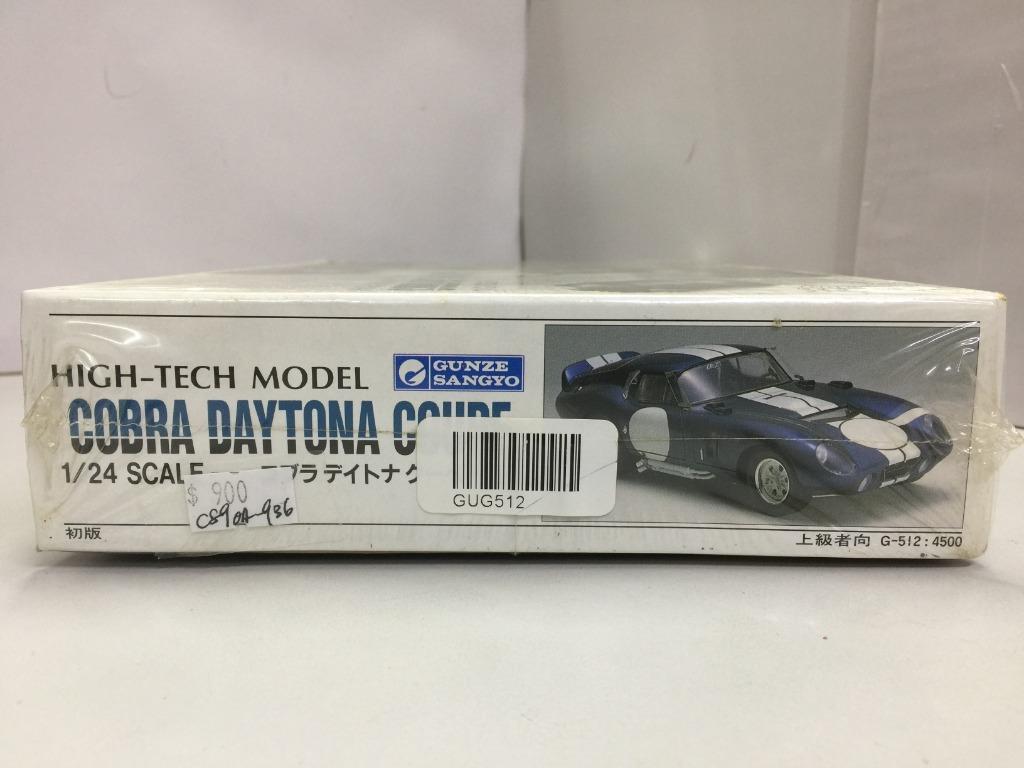 HIGH-TECH MODEL
GUNZE
SANGYO
COBRA DAYTONA COUPE
1/24 SCALE ブラ デイトナ ク
$ 900
GUG512
初版
上級者向 G-512:4500